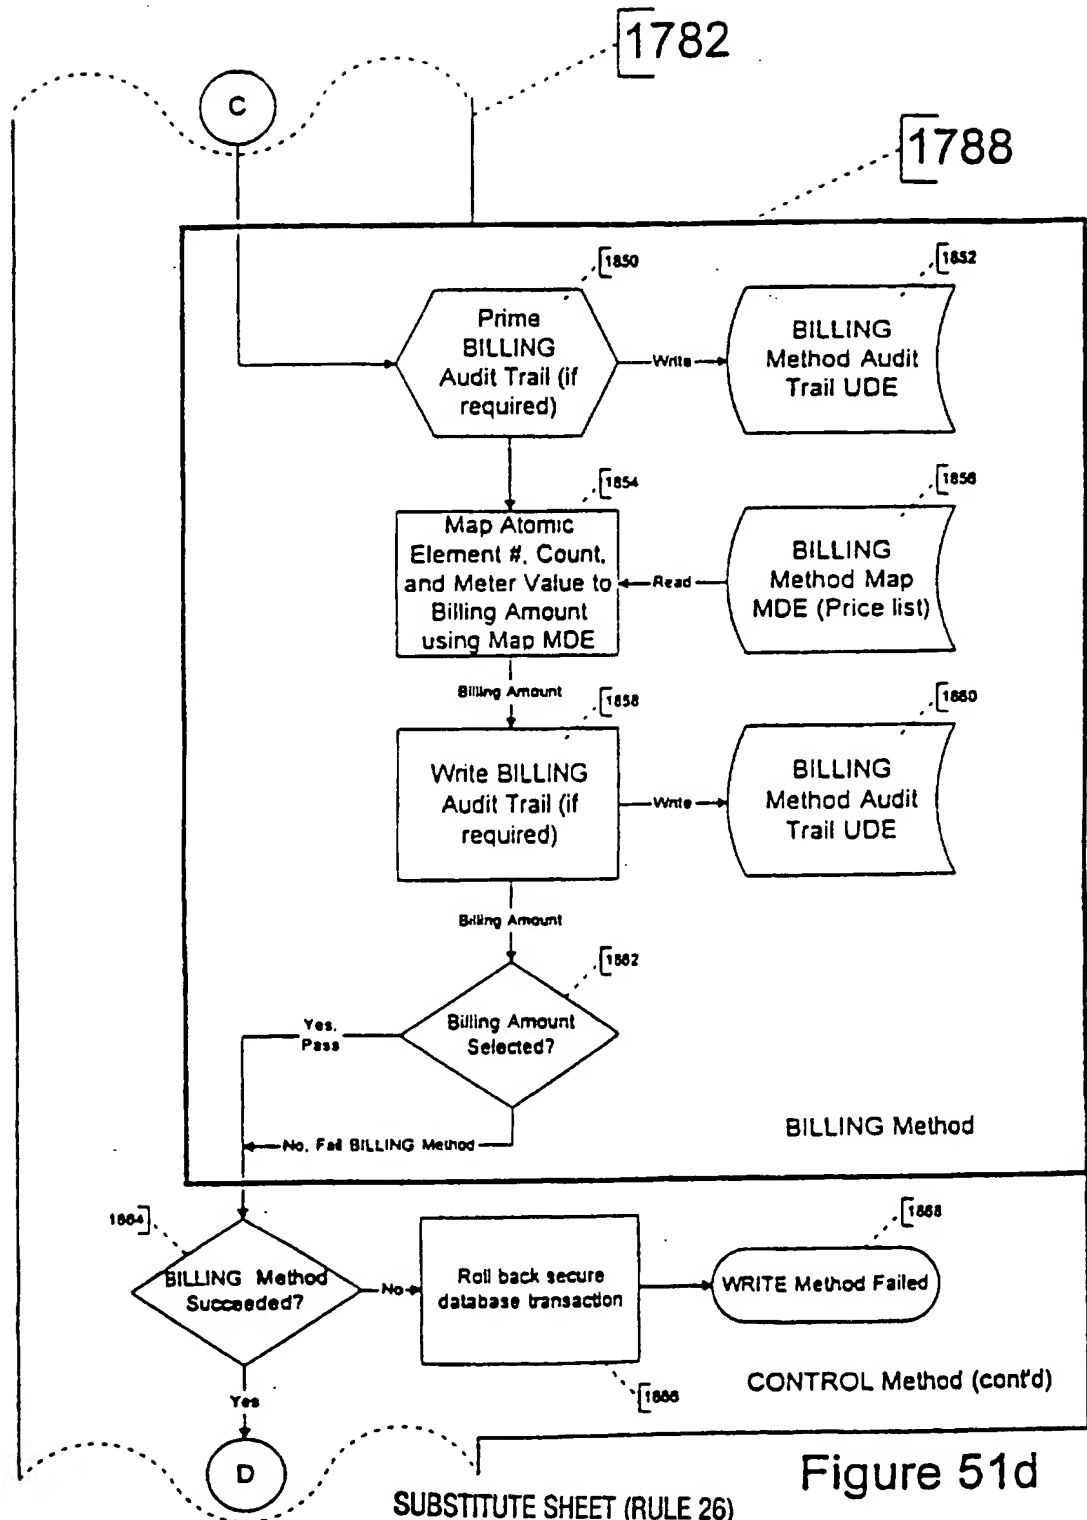 1782
C
1788
1850
Prime
BILLING
Audit Trail (if
required)
Write
1852
BILLING
Method Audit
Trail UDE
1854
Map Atomic
Element #, Count,
and Meter Value to
Billing Amount
using Map MDE
Read
1856
BILLING
Method Map
MDE (Price list)
Billing Amount
1858
Write BILLING
Audit Trail (if
required)
Write
1860
BILLING
Method Audit
Trail UDE
Billing Amount
1862
Billing Amount
Selected?
Yes,
Pass
No, Fail BILLING Method
BILLING Method
1864
BILLING Method
Succeeded?
No
Roll back secure
database transaction
1866
1868
WRITE Method Failed
CONTROL Method (cont'd)
Yes
D
Figure 51d
SUBSTITUTE SHEET (RULE 26)